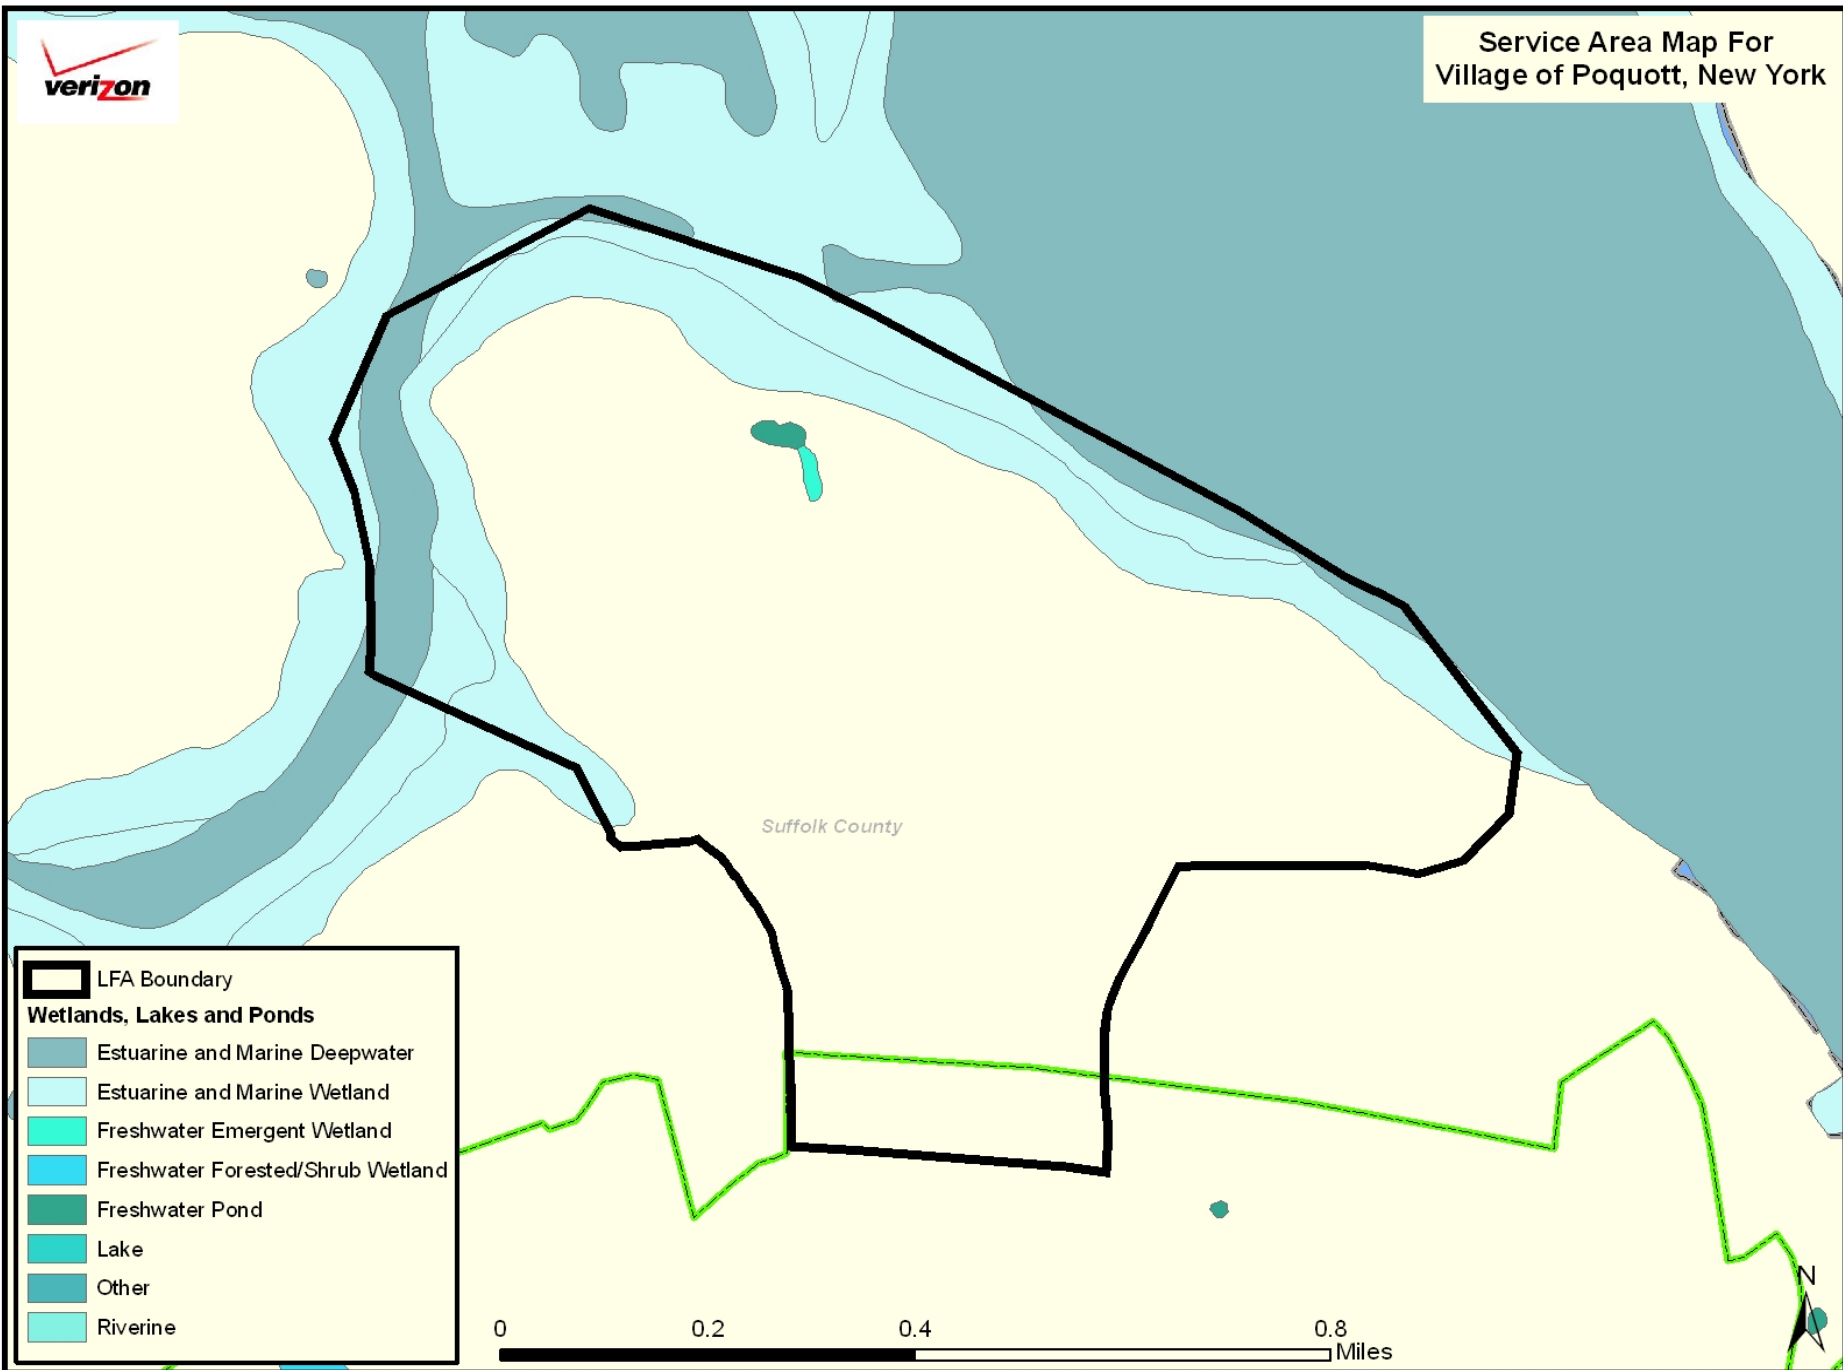 verizon
Service Area Map For
Village of Poquott, New York
Suffolk County
LFA Boundary
Wetlands, Lakes and Ponds
Estuarine and Marine Deepwater
Estuarine and Marine Wetland
Freshwater Emergent Wetland
Freshwater Forested/Shrub Wetland
Freshwater Pond
Lake
Other
Riverine
0 0.2 0.4 0.8
Miles
N